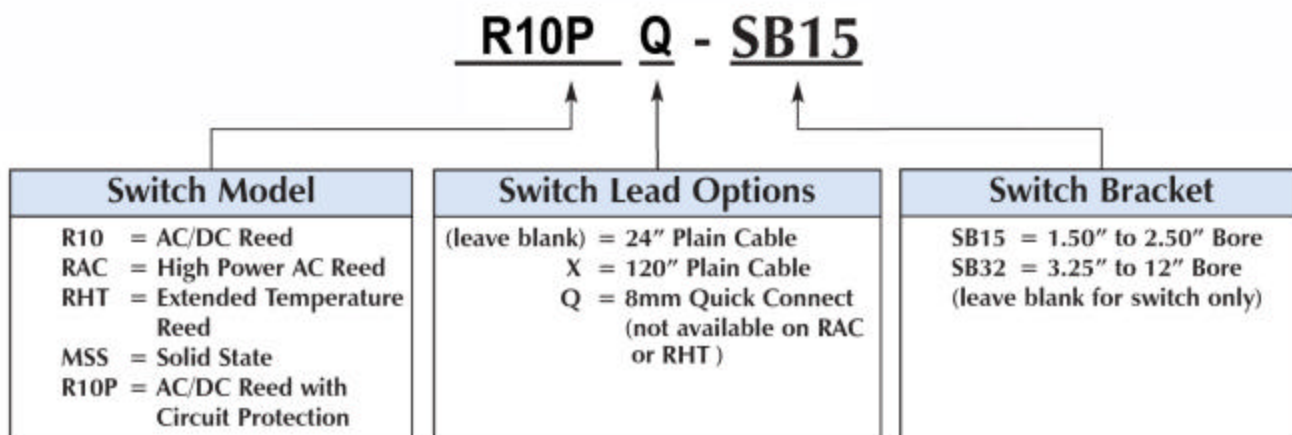 R10P Q - SB15
Switch Model
R10 = AC/DC Reed
RAC = High Power AC Reed
RHT = Extended Temperature
Reed
MSS = Solid State
R10P = AC/DC Reed with
Circuit Protection
Switch Lead Options
(leave blank) = 24" Plain Cable
X = 120" Plain Cable
Q = 8mm Quick Connect
(not available on RAC
or RHT )
Switch Bracket
SB15 = 1.50" to 2.50" Bore
SB32 = 3.25" to 12" Bore
(leave blank for switch only)